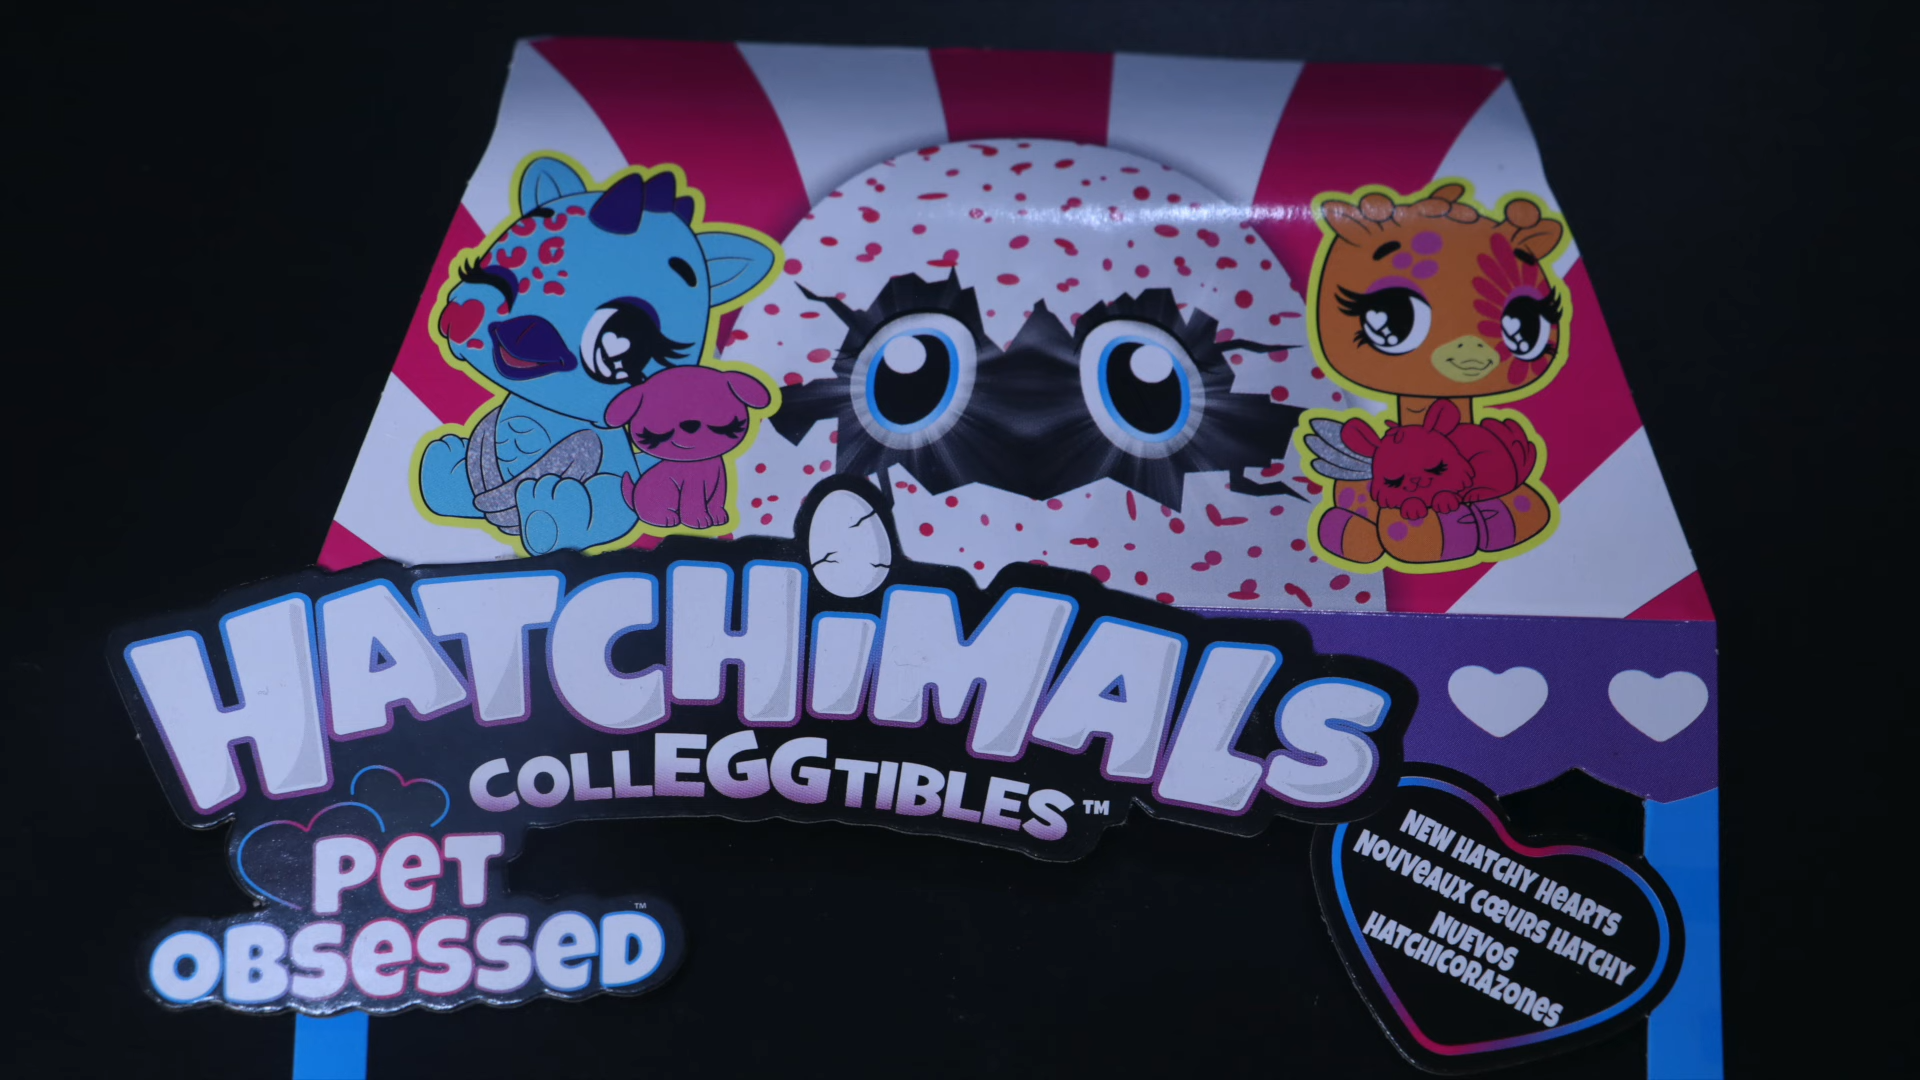 HATCHiMALS
COLLEGGTIBLES™
PeT
OBSeSSeD™
NEW HATCHY HeARTS
NOUVeAUX CŒURS HATCHY
NUEVOS
HATCHICORAZONeS